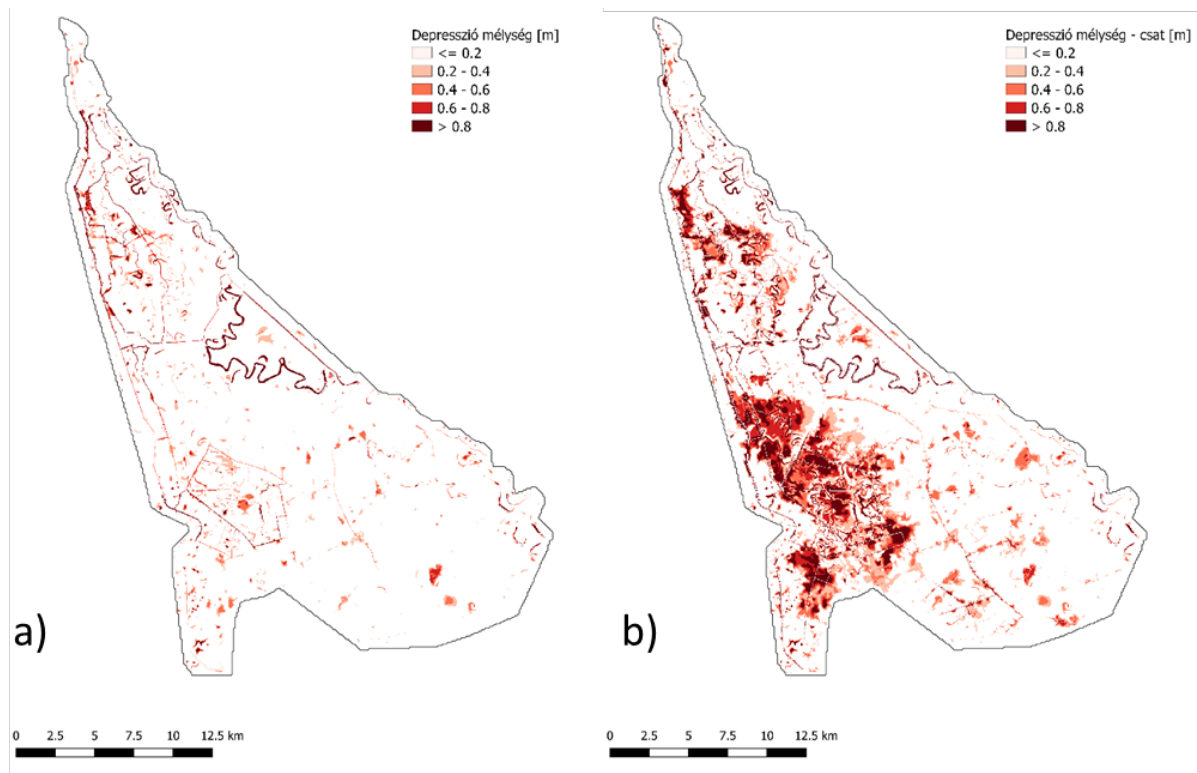 Depresszió mélység [m]
<= 0.2
0.2 - 0.4
0.4 - 0.6
0.6 - 0.8
> 0.8
a)
0 2.5 5 7.5 10 12.5 km
Depresszió mélység - csat [m]
<= 0.2
0.2 - 0.4
0.4 - 0.6
0.6 - 0.8
> 0.8
b)
0 2.5 5 7.5 10 12.5 km